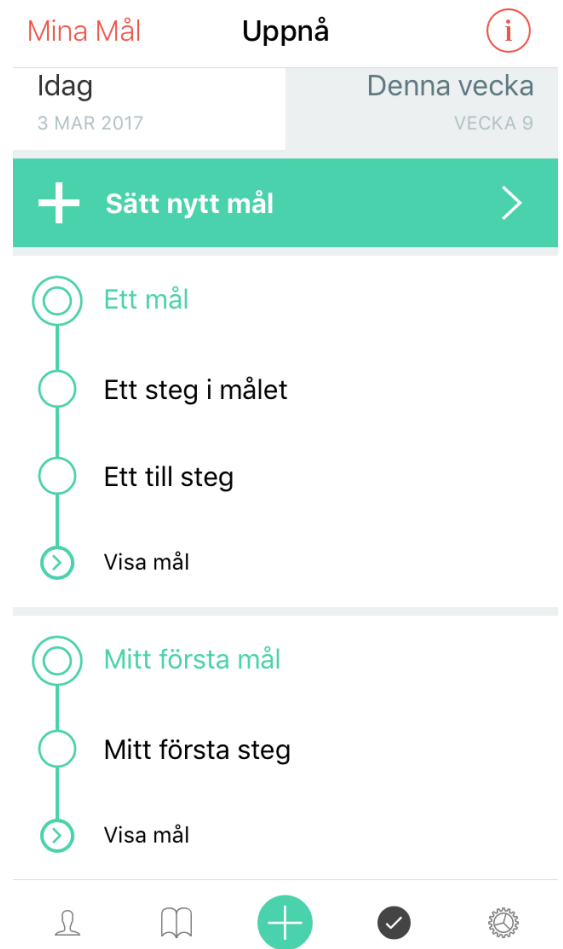 Mina Mål Uppnå i
Idag Denna vecka
3 MAR 2017 VECKA 9
Sätt nytt mål
Ett mål
Ett steg i målet
Ett till steg
Visa mål
Mitt första mål
Mitt första steg
Visa mål